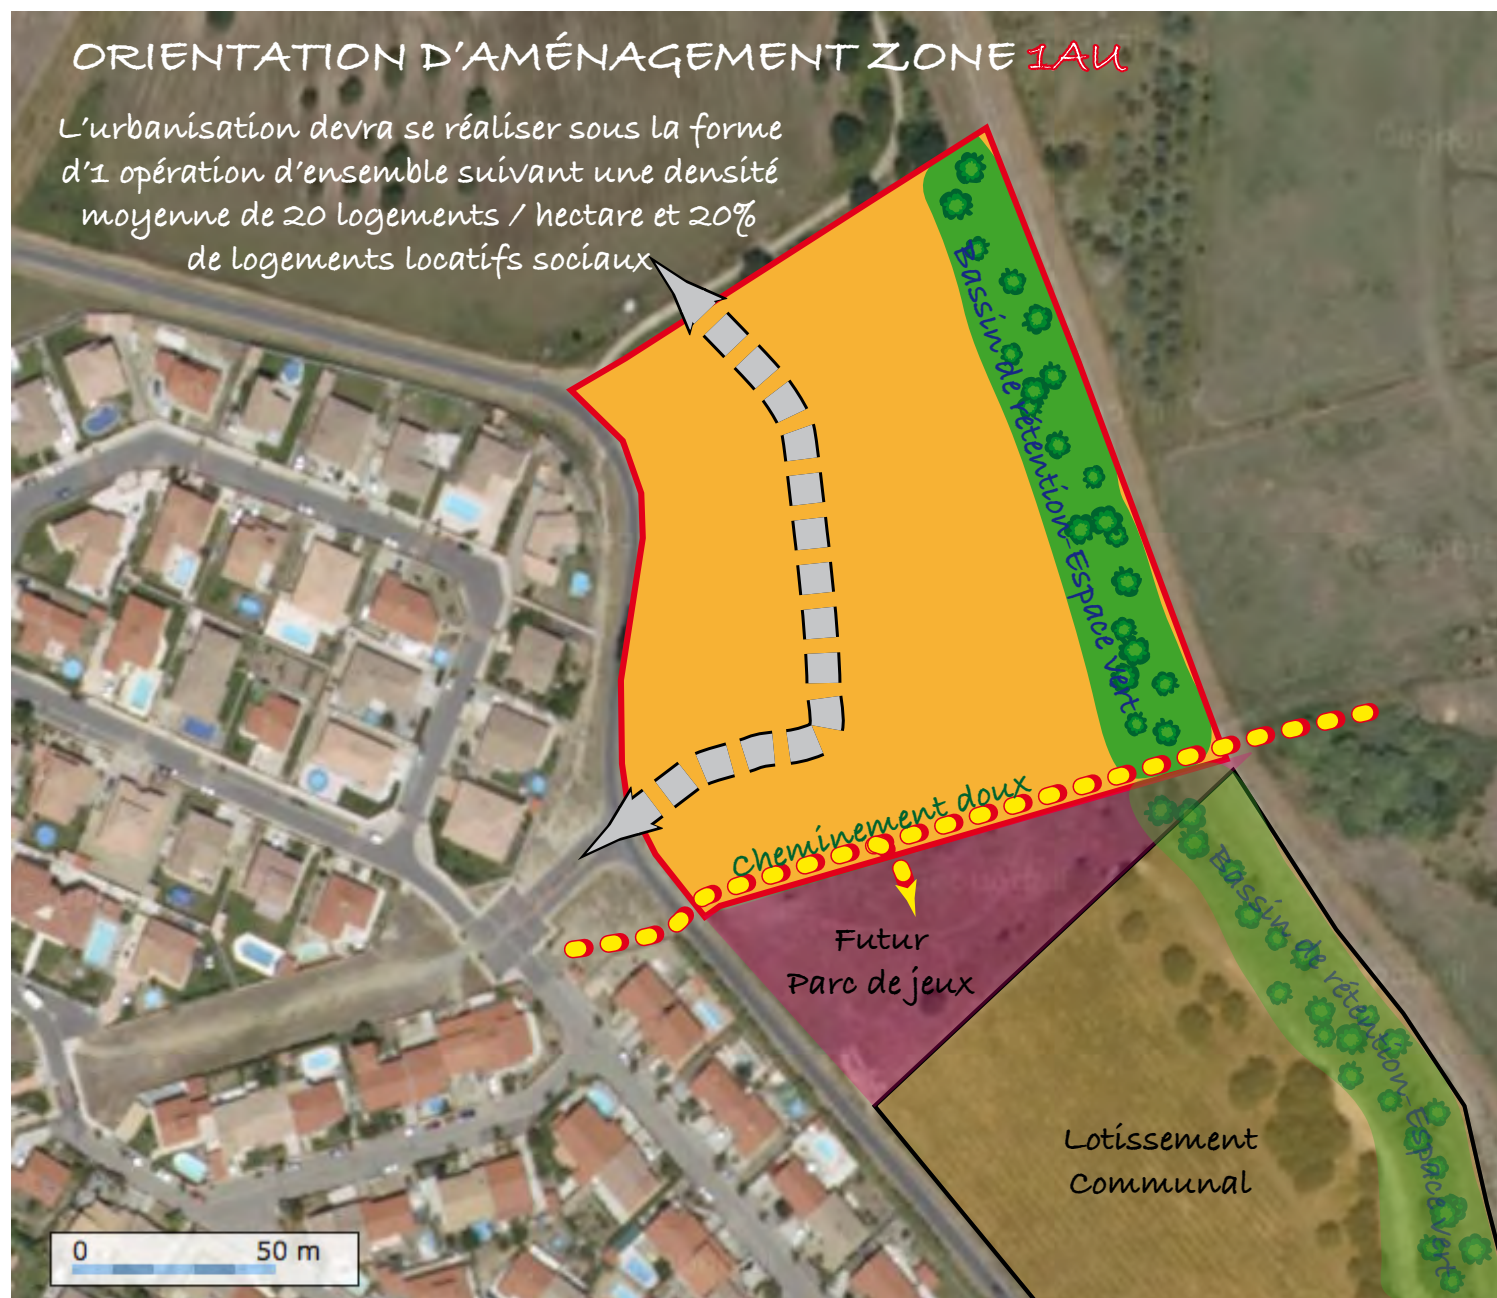 ORIENTATION D'AMÉNAGEMENT ZONE 1AU
L'urbanisation devra se réaliser sous la forme
d'1 opération d'ensemble suivant une densité
moyenne de 20 logements / hectare et 20%
de logements locatifs sociaux
Bassin de rétention-Espace vert
Cheminement doux
Futur
Parc de jeux
Bassin de rétention-Espace vert
Lotissement
Communal
0 50 m